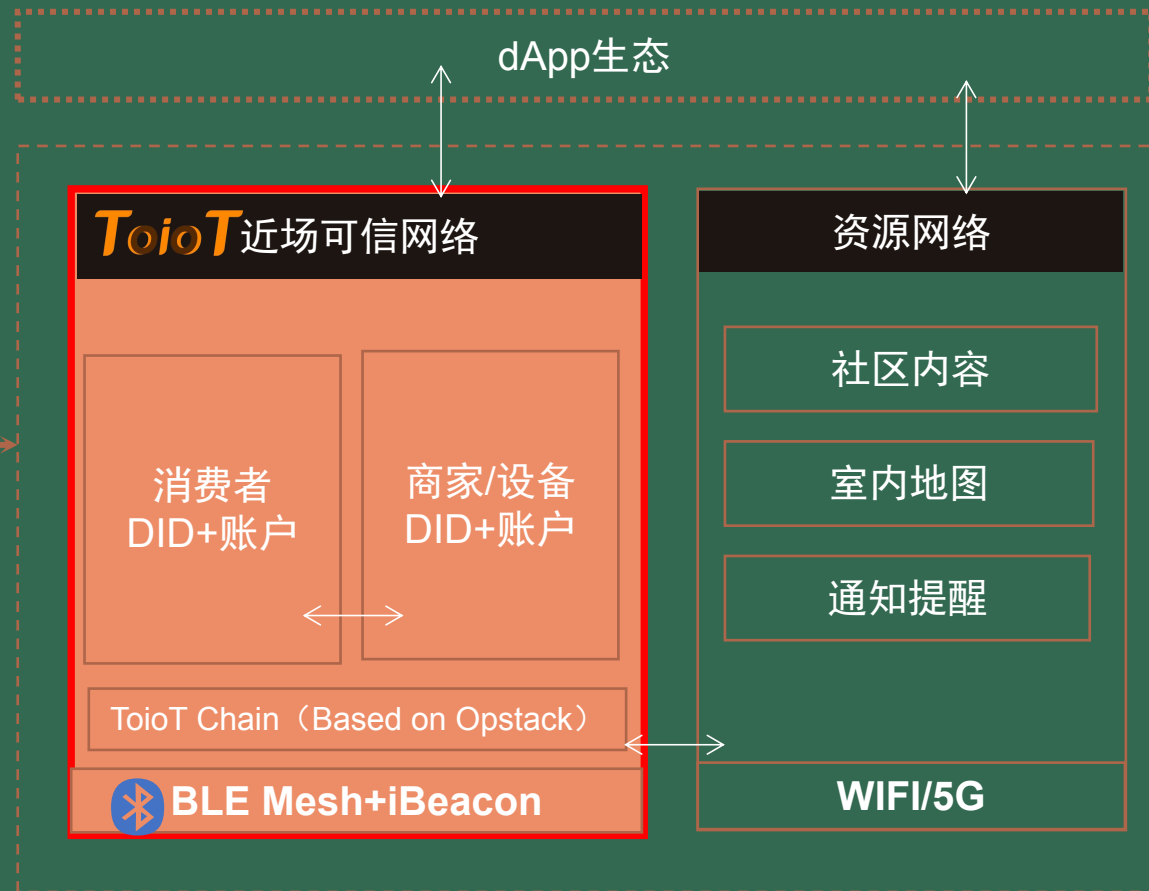 dApp生态
ToioT近场可信网络
消费者
DID+账户
商家/设备
DID+账户
ToioT Chain（Based on Opstack）
BLE Mesh+iBeacon
资源网络
社区内容
室内地图
通知提醒
WIFI/5G